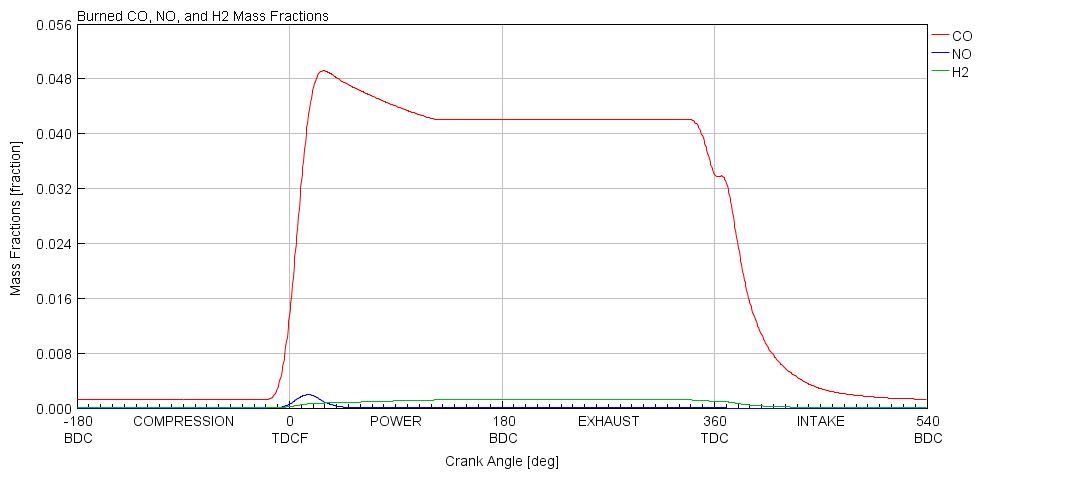 Burned CO, NO, and H2 Mass Fractions
0.056
0.048
0.040
0.032
0.024
0.016
0.008
0.000
Mass Fractions [fraction]
-180 COMPRESSION 0 POWER 180 EXHAUST 360 INTAKE 540
BDC TDCF BDC TDC BDC
Crank Angle [deg]
CO
NO
H2